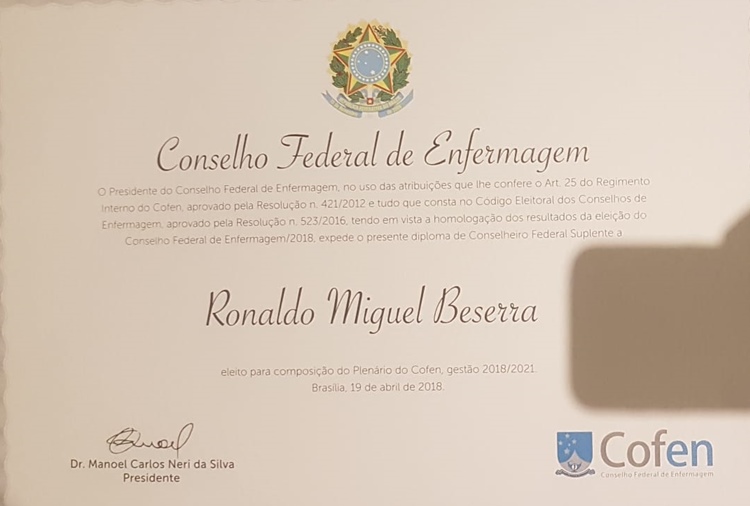 Conselho Federal de Enfermagem
O Presidente do Conselho Federal de Enfermagem, no uso das atribuições que lhe confere o Art. 25 do Regimento
Interno do Cofen, aprovado pela Resolução n. 421/2012 e tudo que consta no Código Eleitoral dos Conselhos de
Enfermagem, aprovado pela Resolução n. 523/2016, tendo em vista a homologação dos resultados da eleição do
Conselho Federal de Enfermagem/2018, expede o presente diploma de Conselheiro Federal Suplente a
Ronaldo Miguel Beserra
eleito para composição do Plenário do Cofen, gestão 2018/2021.
Brasília, 19 de abril de 2018.
Dr. Manoel Carlos Neri da Silva
Presidente
Cofen
Conselho Federal de Enfermagem